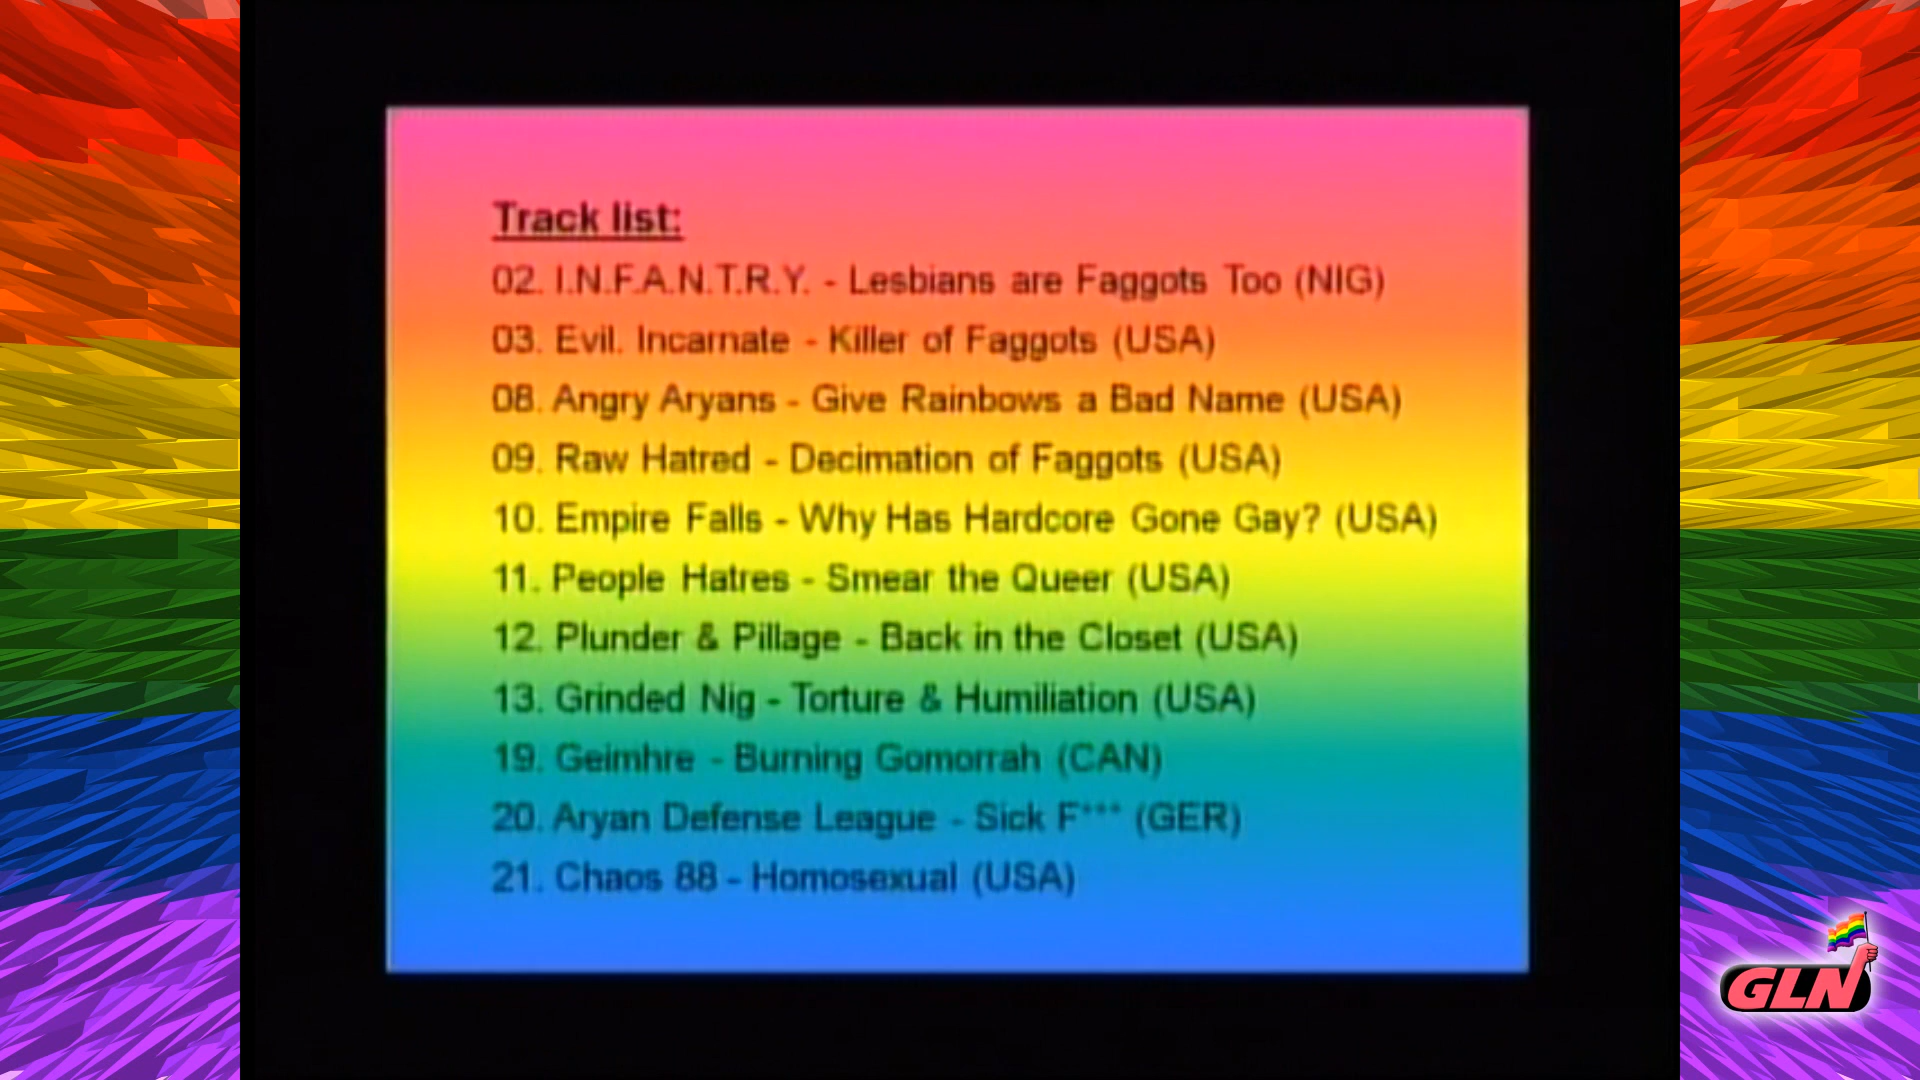 Track list:
02. I.N.F.A.N.T.R.Y. - Lesbians are Faggots Too (NIG)
03. Evil. Incarnate - Killer of Faggots (USA)
08. Angry Aryans - Give Rainbows a Bad Name (USA)
09. Raw Hatred - Decimation of Faggots (USA)
10. Empire Falls - Why Has Hardcore Gone Gay? (USA)
11. People Hatres - Smear the Queer (USA)
12. Plunder & Pillage - Back in the Closet (USA)
13. Grinded Nig - Torture & Humiliation (USA)
19. Geimhre - Burning Gomorrah (CAN)
20. Aryan Defense League - Sick F*** (GER)
21. Chaos 88 - Homosexual (USA)
GLN